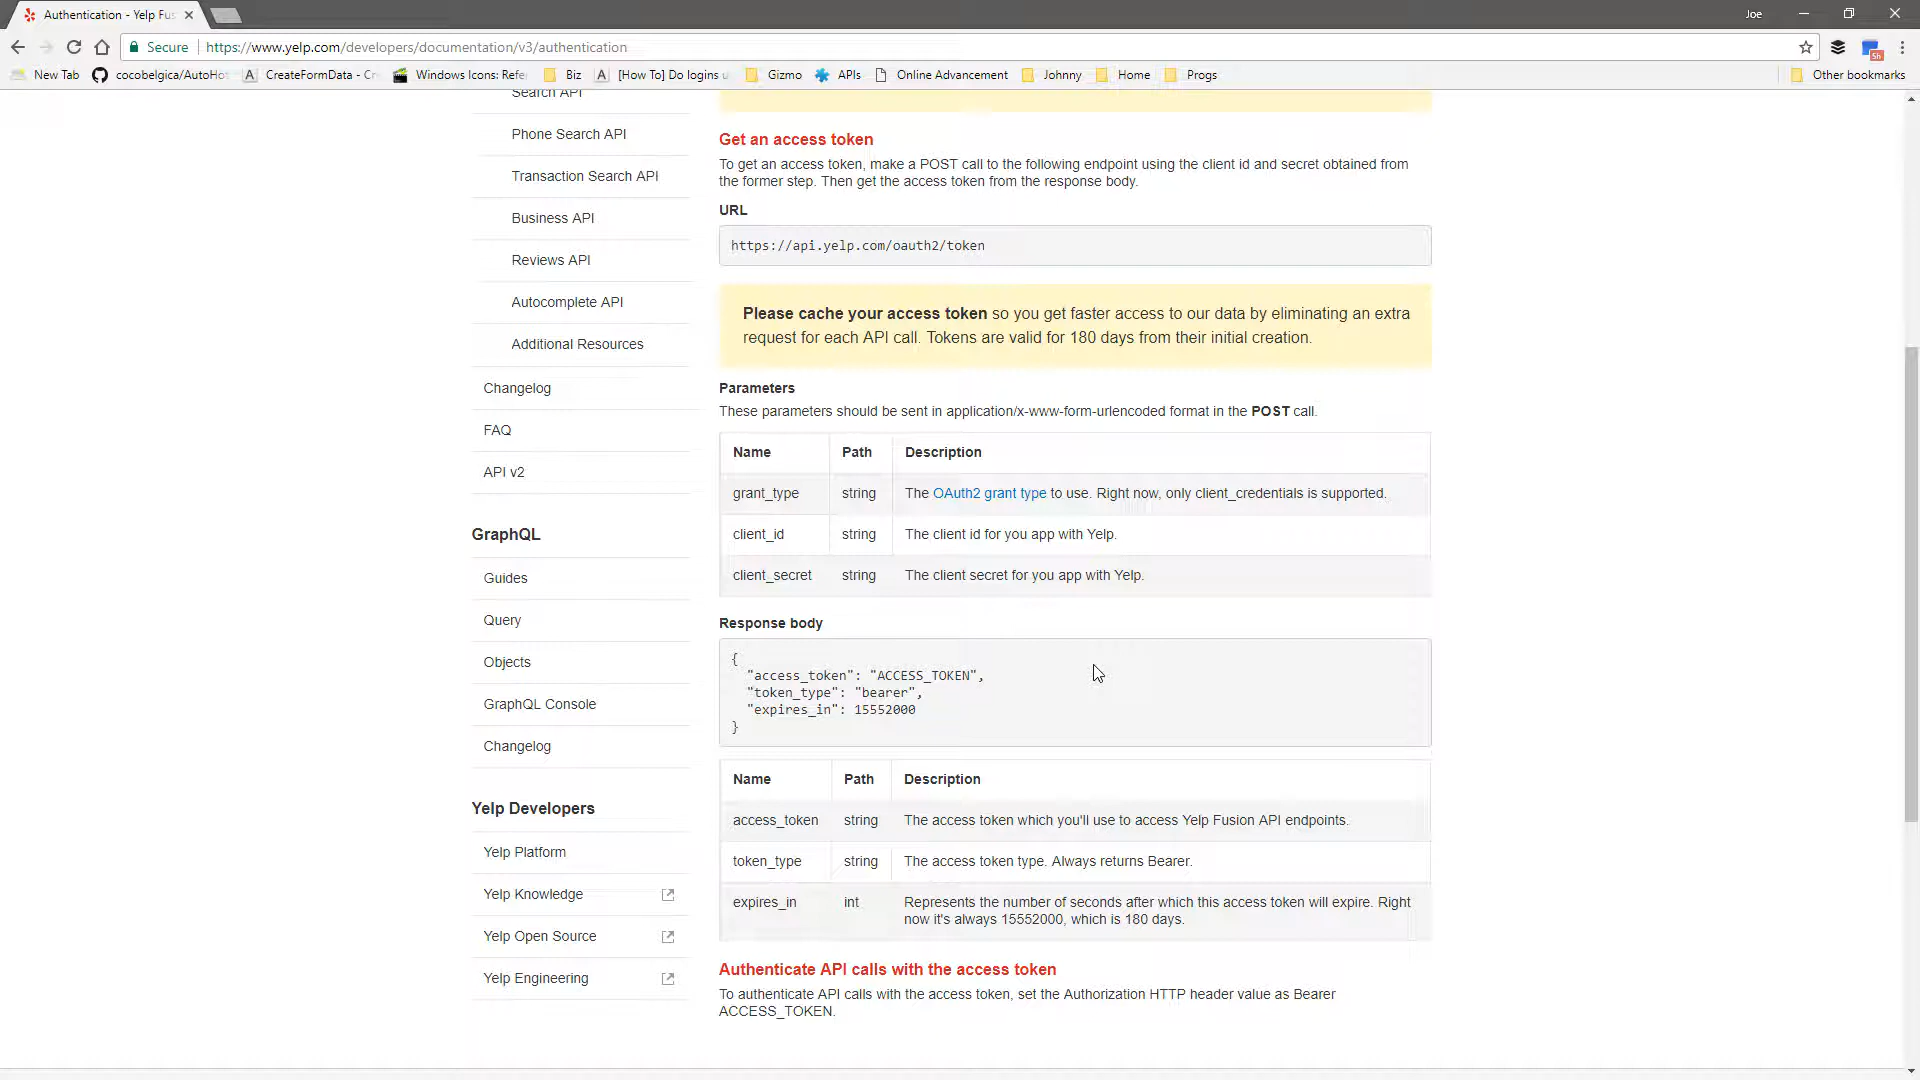 Authentication - Yelp Fus
Joe
Secure
https://www.yelp.com/developers/documentation/v3/authentication
New Tab
cocobelgica/AutoHot
CreateFormData - Cr
Windows Icons: Refe
Biz
[How To] Do logins u
Gizmo
APIs
Online Advancement
Johnny
Home
Progs
Other bookmarks
Search API
Phone Search API
Transaction Search API
Business API
Reviews API
Autocomplete API
Additional Resources
Changelog
FAQ
API v2
GraphQL
Guides
Query
Objects
GraphQL Console
Changelog
Yelp Developers
Yelp Platform
Yelp Knowledge
Yelp Open Source
Yelp Engineering
Get an access token
To get an access token, make a POST call to the following endpoint using the client id and secret obtained from
the former step. Then get the access token from the response body.
URL
https://api.yelp.com/oauth2/token
Please cache your access token so you get faster access to our data by eliminating an extra
request for each API call. Tokens are valid for 180 days from their initial creation.
Parameters
These parameters should be sent in application/x-www-form-urlencoded format in the POST call.
Name Path Description
grant_type string The OAuth2 grant type to use. Right now, only client_credentials is supported.
client_id string The client id for you app with Yelp.
client_secret string The client secret for you app with Yelp.
Response body
{
"access_token": "ACCESS_TOKEN",
"token_type": "bearer",
"expires_in": 15552000
}
Name Path Description
access_token string The access token which you'll use to access Yelp Fusion API endpoints.
token_type string The access token type. Always returns Bearer.
expires_in int Represents the number of seconds after which this access token will expire. Right
now it's always 15552000, which is 180 days.
Authenticate API calls with the access token
To authenticate API calls with the access token, set the Authorization HTTP header value as Bearer
ACCESS_TOKEN.